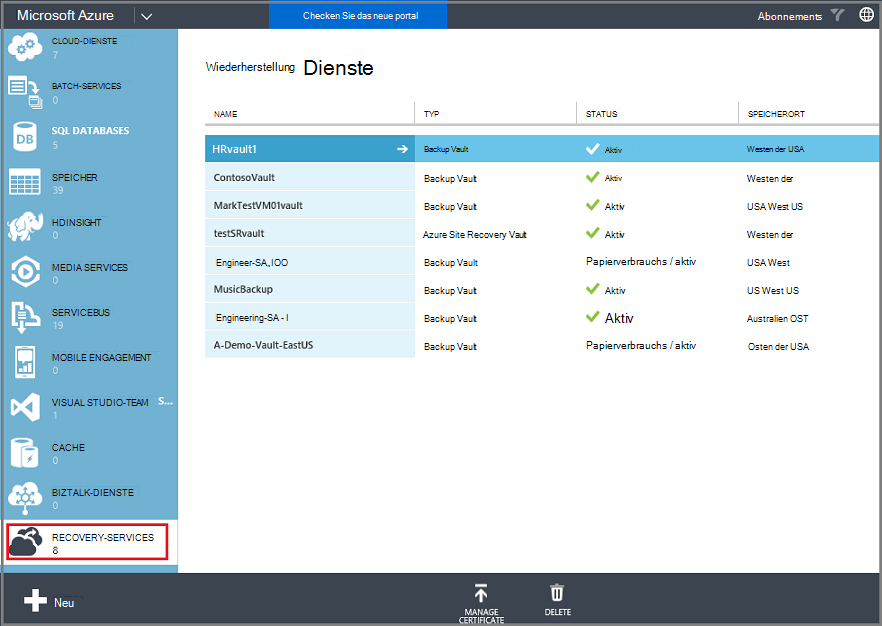 Microsoft Azure
Checken Sie das neue portal
Abonnements
CLOUD-DIENSTE
7
BATCH-SERVICES
0
SQL DATABASES
5
SPEICHER
39
HDINSIGHT
0
MEDIA SERVICES
0
SERVICEBUS
19
MOBILE ENGAGEMENT
0
VISUAL STUDIO-TEAM S...
1
CACHE
0
BIZTALK-DIENSTE
0
RECOVERY-SERVICES
8
Wiederherstellung Dienste
NAME TYP STATUS SPEICHERORT
HRvault1 Backup Vault Aktiv Westen der USA
ContosoVault Backup Vault Aktiv Westen der
MarkTestVM01vault Backup Vault Aktiv USA West US
testSRvault Azure Site Recovery Vault Aktiv Westen der
Engineer-SA,,IOO Backup Vault Papierverbrauchs / aktiv USA West
MusicBackup Backup Vault Aktiv US West US
Engineering-SA - I Backup Vault Aktiv Australien OST
A-Demo-Vault-EastUS Backup Vault Papierverbrauchs / aktiv Osten der USA
Neu
MANAGE
CERTIFICATE
DELETE